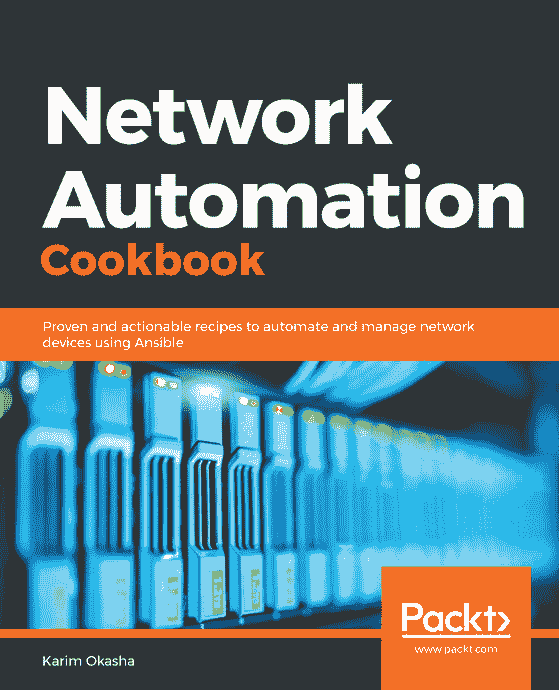 Network
Automation
Cookbook
Proven and actionable recipes to automate and manage network
devices using Ansible
Packt>
www.packt.com
Karim Okasha